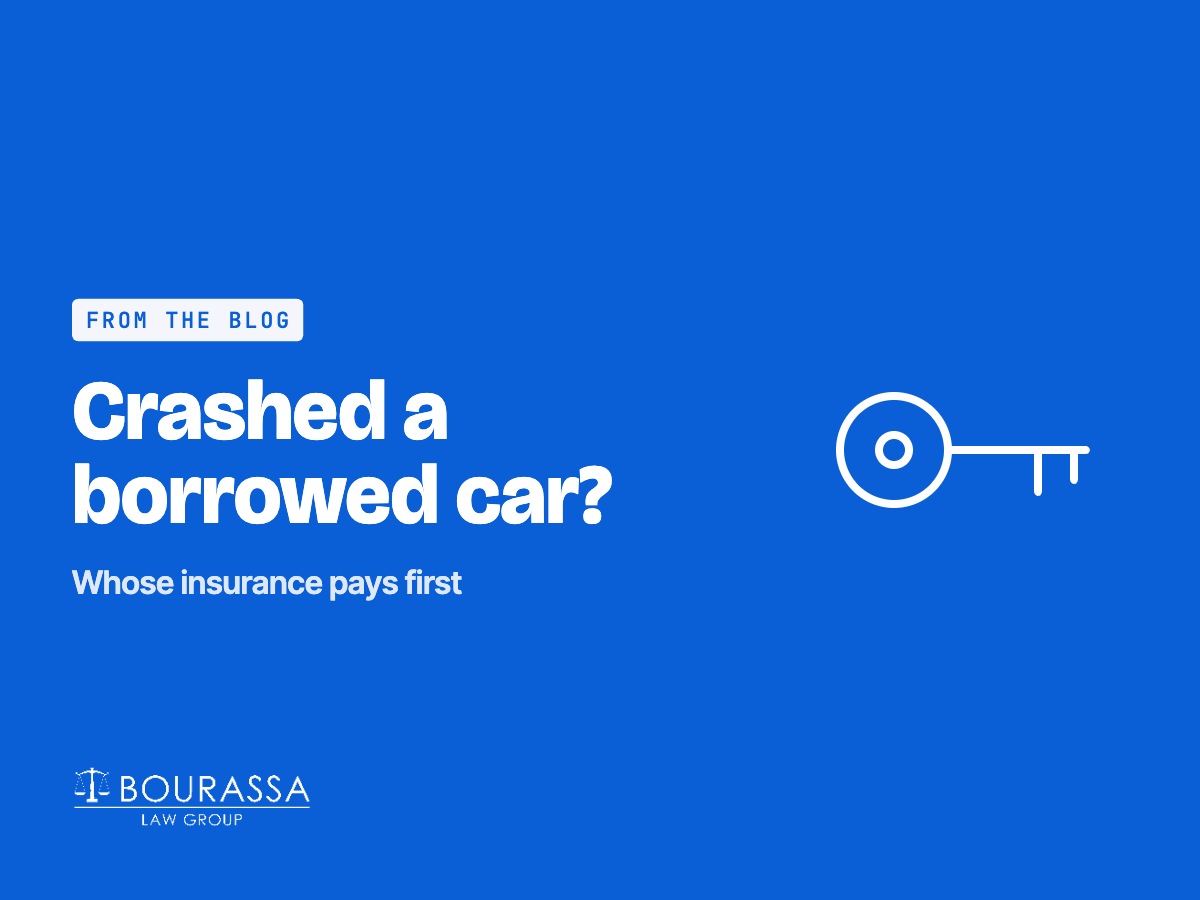 FROM THE BLOG
Crashed a
borrowed car?
Whose insurance pays first
BOURASSA
LAW GROUP